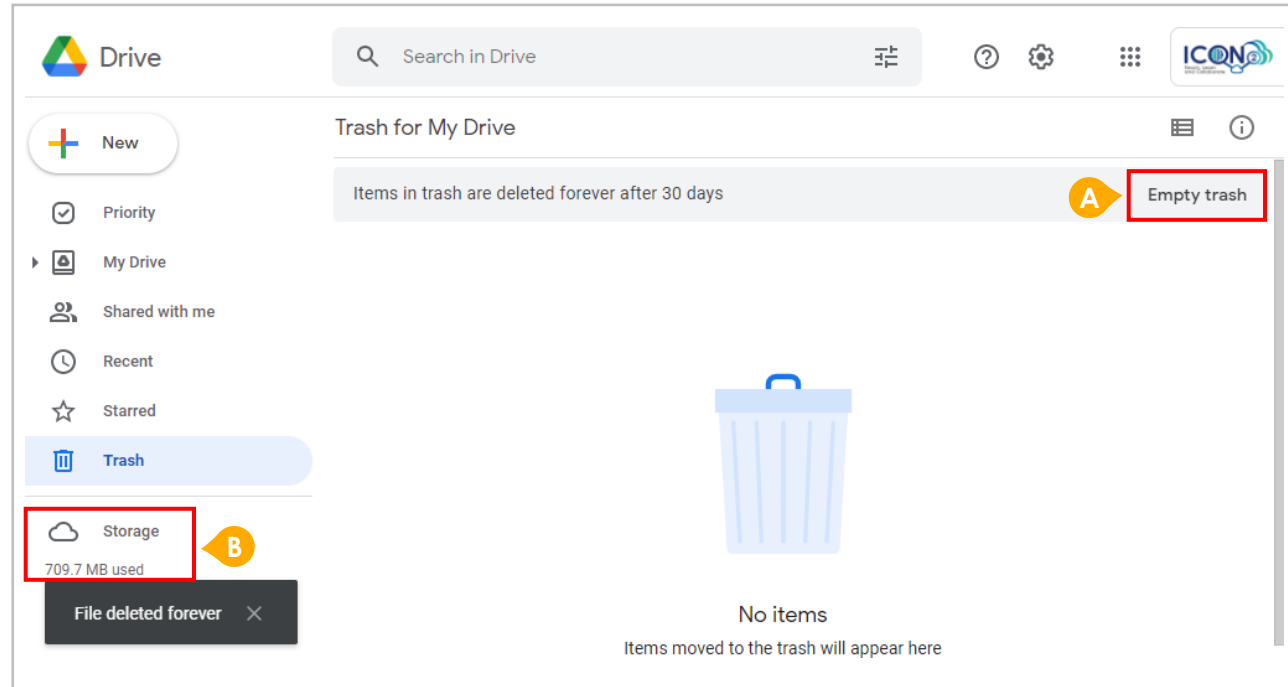 Drive
Search in Drive
ICON2
New
Trash for My Drive
Items in trash are deleted forever after 30 days
A
Empty trash
Priority
My Drive
Shared with me
Recent
Starred
Trash
Storage
B
709.7 MB used
File deleted forever
No items
Items moved to the trash will appear here